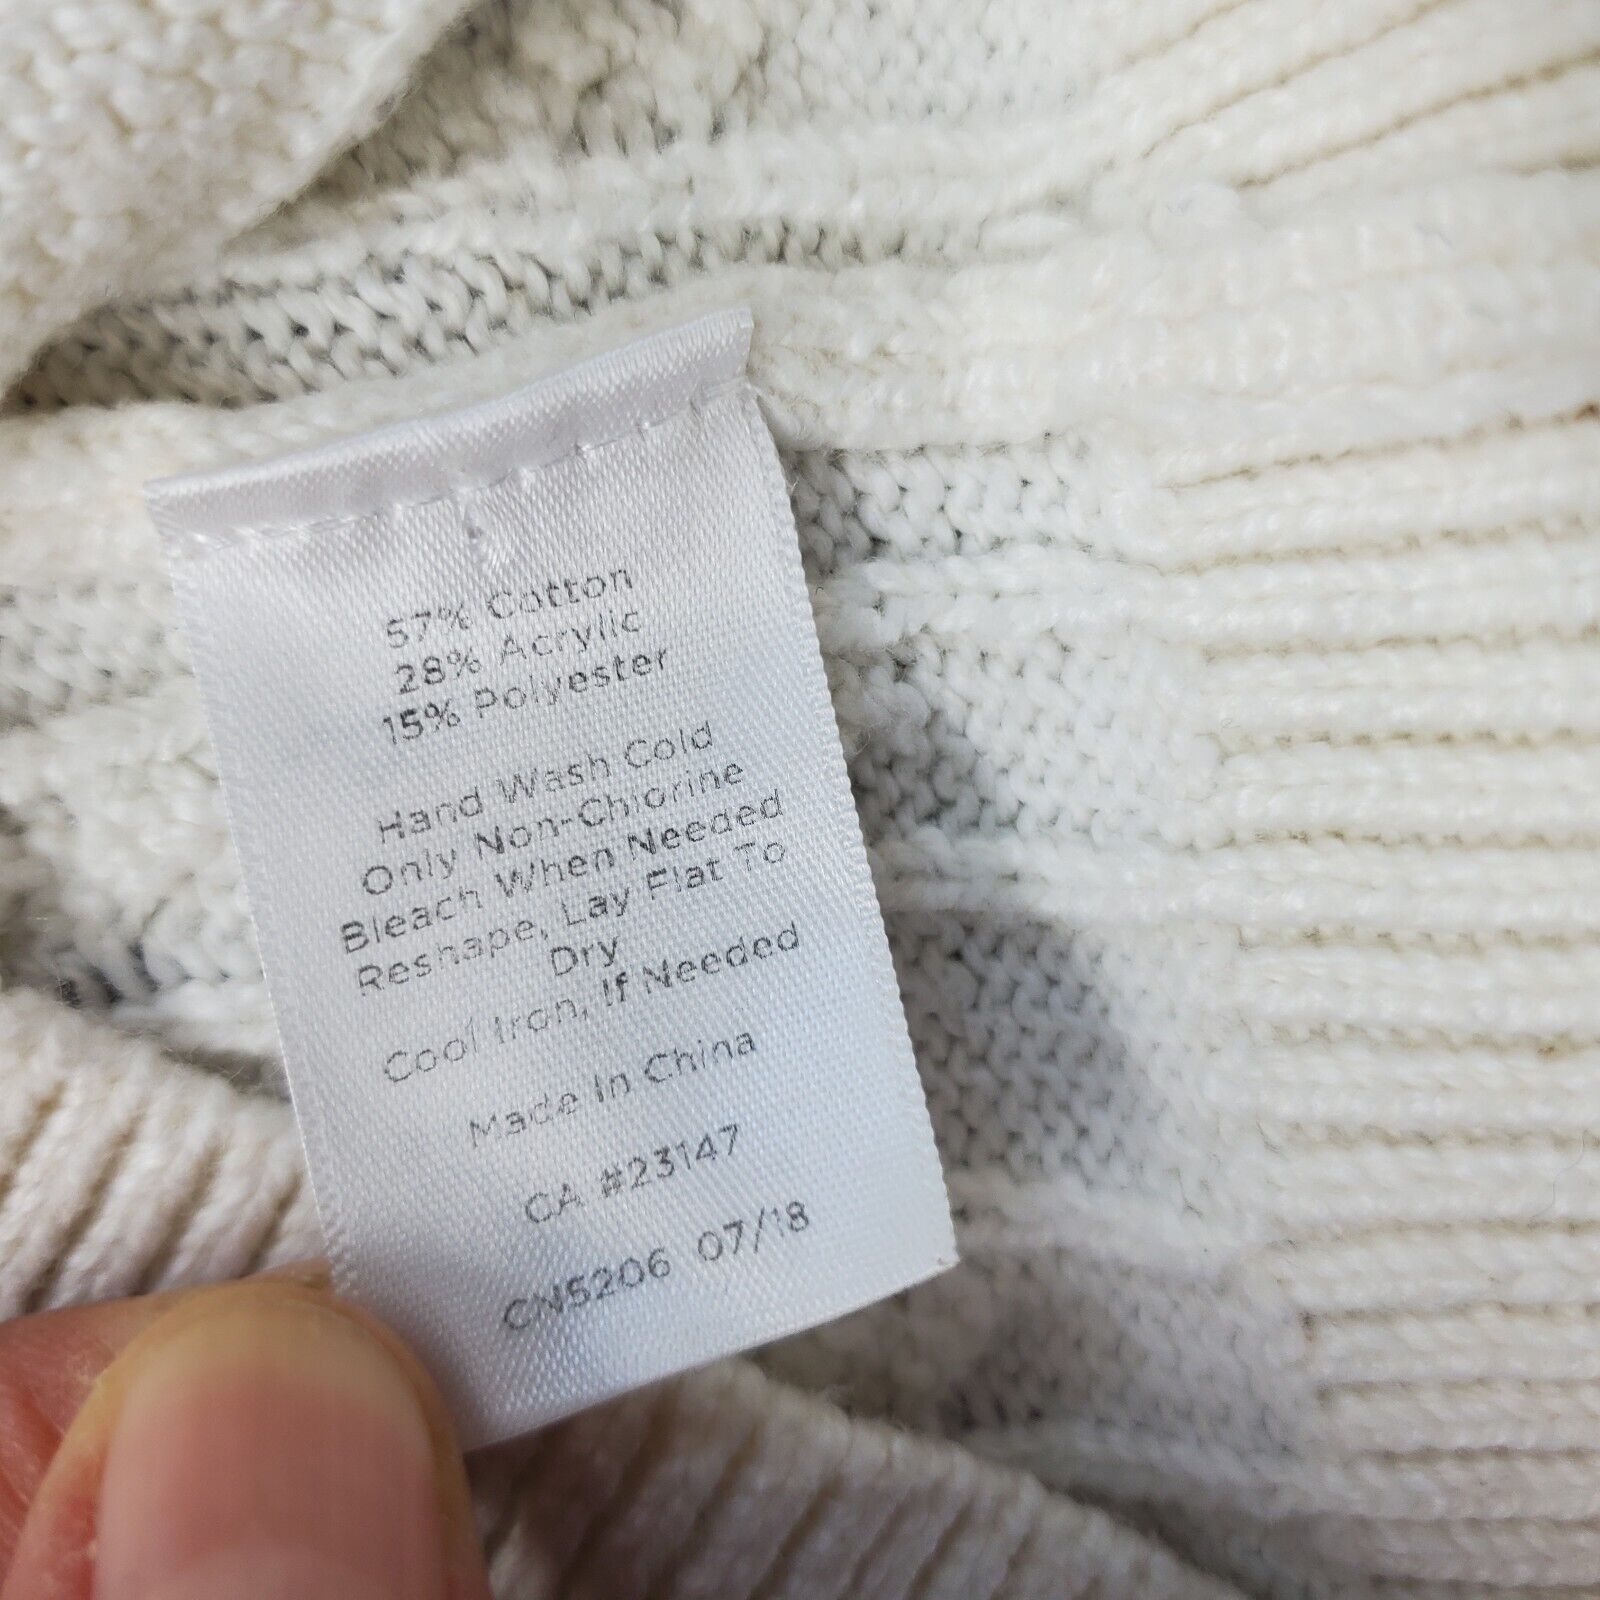 57% Cotton
28% Acrylic
15% Polyester
Hand Wash Cold
Only Non-Chlorine
Bleach When Needed
Reshape, Lay Flat To
Dry
Cool Iron, If Needed
Made In China
CA #23147
CN5206 07/18